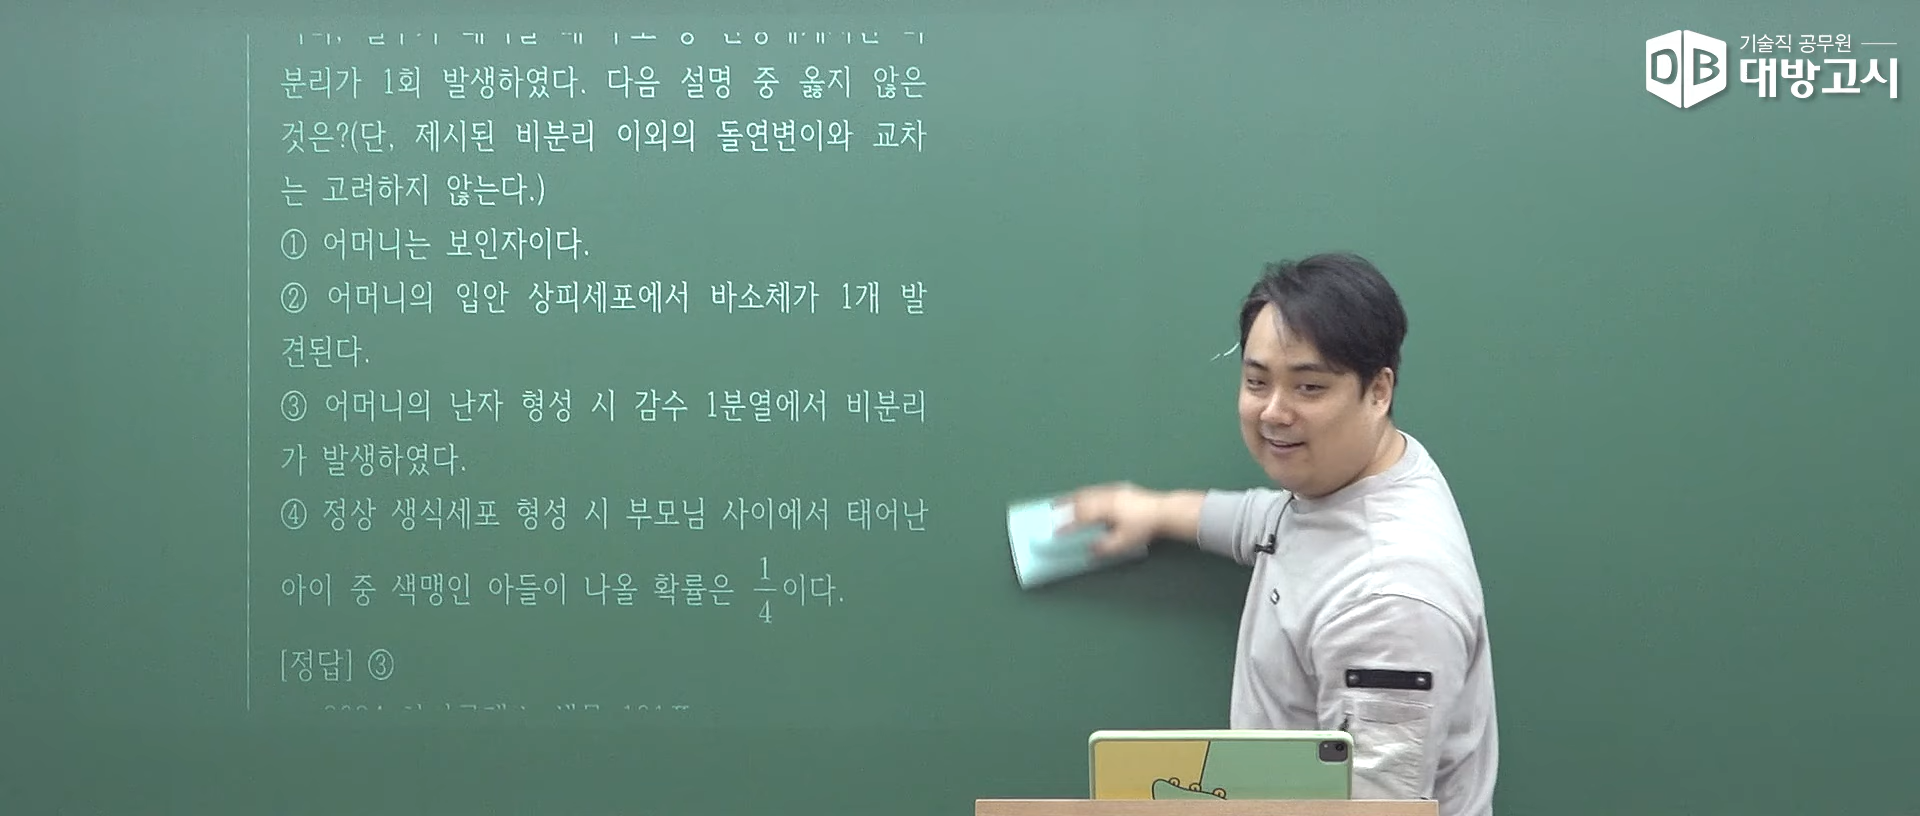 분리가 1회 발생하였다. 다음 설명 중 옳지 않은
것은?(단, 제시된 비분리 이외의 돌연변이와 교차
는 고려하지 않는다.)
① 어머니는 보인자이다.
② 어머니의 입안 상피세포에서 바소체가 1개 발
견된다.
③ 어머니의 난자 형성 시 감수 1분열에서 비분리
가 발생하였다.
④ 정상 생식세포 형성 시 부모님 사이에서 태어난
아이 중 색맹인 아들이 나올 확률은 1/4이다.
[정답] ③
기술직 공무원
DB 대방고시